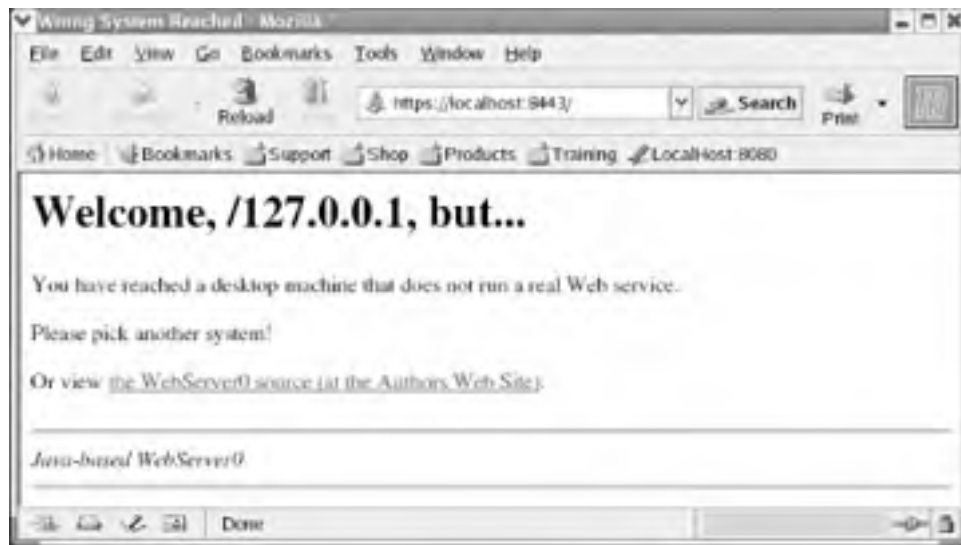 Wrong System Reached - Mozilla
File Edit View Go Bookmarks Tools Window Help
Reload https://localhost:8443/ Search Print
Home Bookmarks Support Shop Products Training LocalHost:8080
Welcome, /127.0.0.1, but...
You have reached a desktop machine that does not run a real Web service.
Please pick another system!
Or view the WebServer0 source (at the Authors Web Site).
Java-based WebServer0
Done